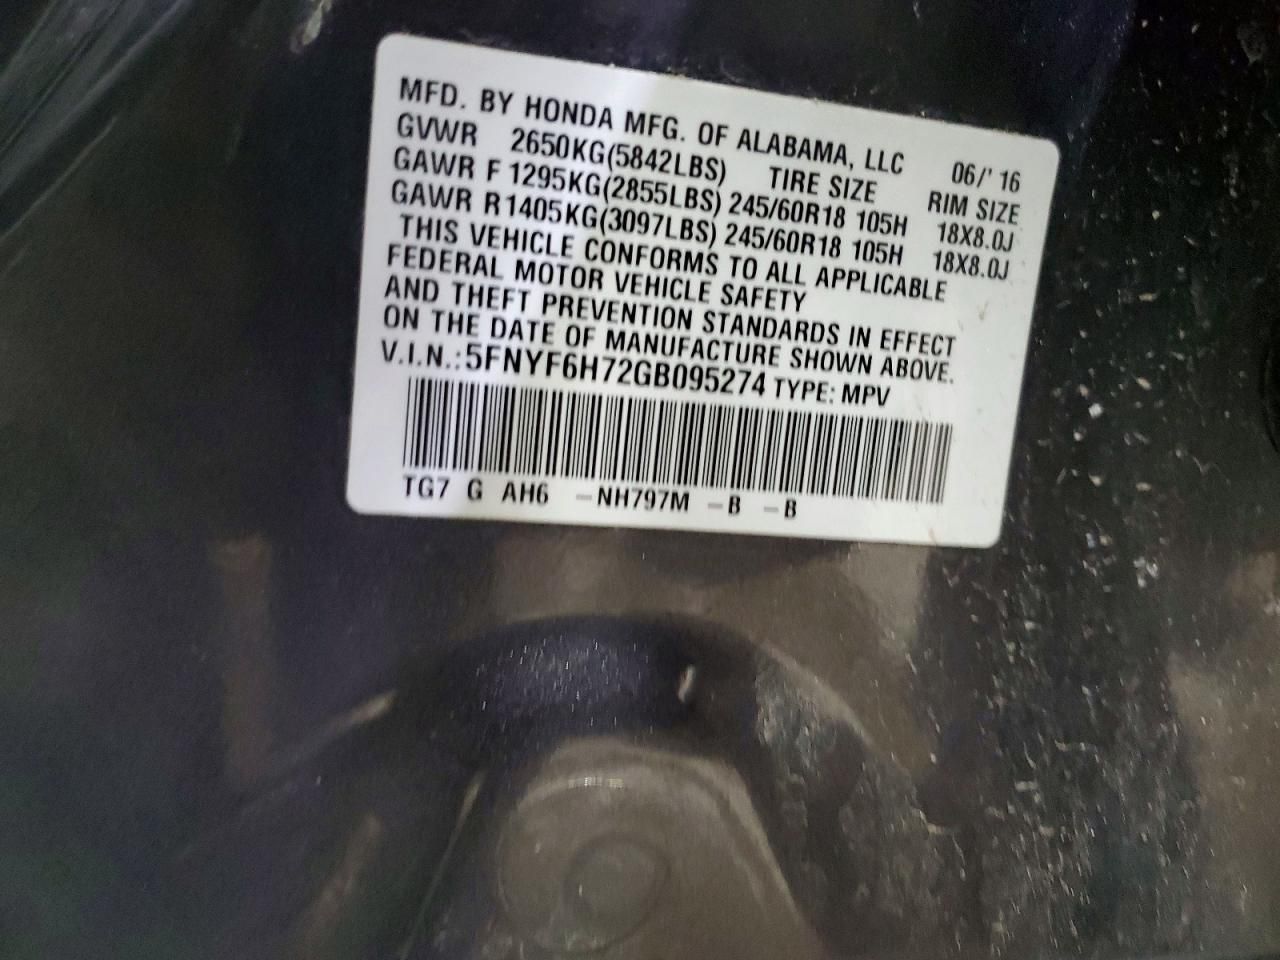 MFD. BY HONDA MFG. OF ALABAMA, LLC 06/' 16
GVWR 2650KG(5842LBS) TIRE SIZE RIM SIZE
GAWR F 1295KG(2855LBS) 245/60R18 105H 18X8.0J
GAWR R 1405KG(3097LBS) 245/60R18 105H 18X8.0J
THIS VEHICLE CONFORMS TO ALL APPLICABLE
FEDERAL MOTOR VEHICLE SAFETY
AND THEFT PREVENTION STANDARDS IN EFFECT
ON THE DATE OF MANUFACTURE SHOWN ABOVE.
V.I.N.:5FNYF6H72GB095274 TYPE: MPV
TG7 G AH6 -NH797M -B -B